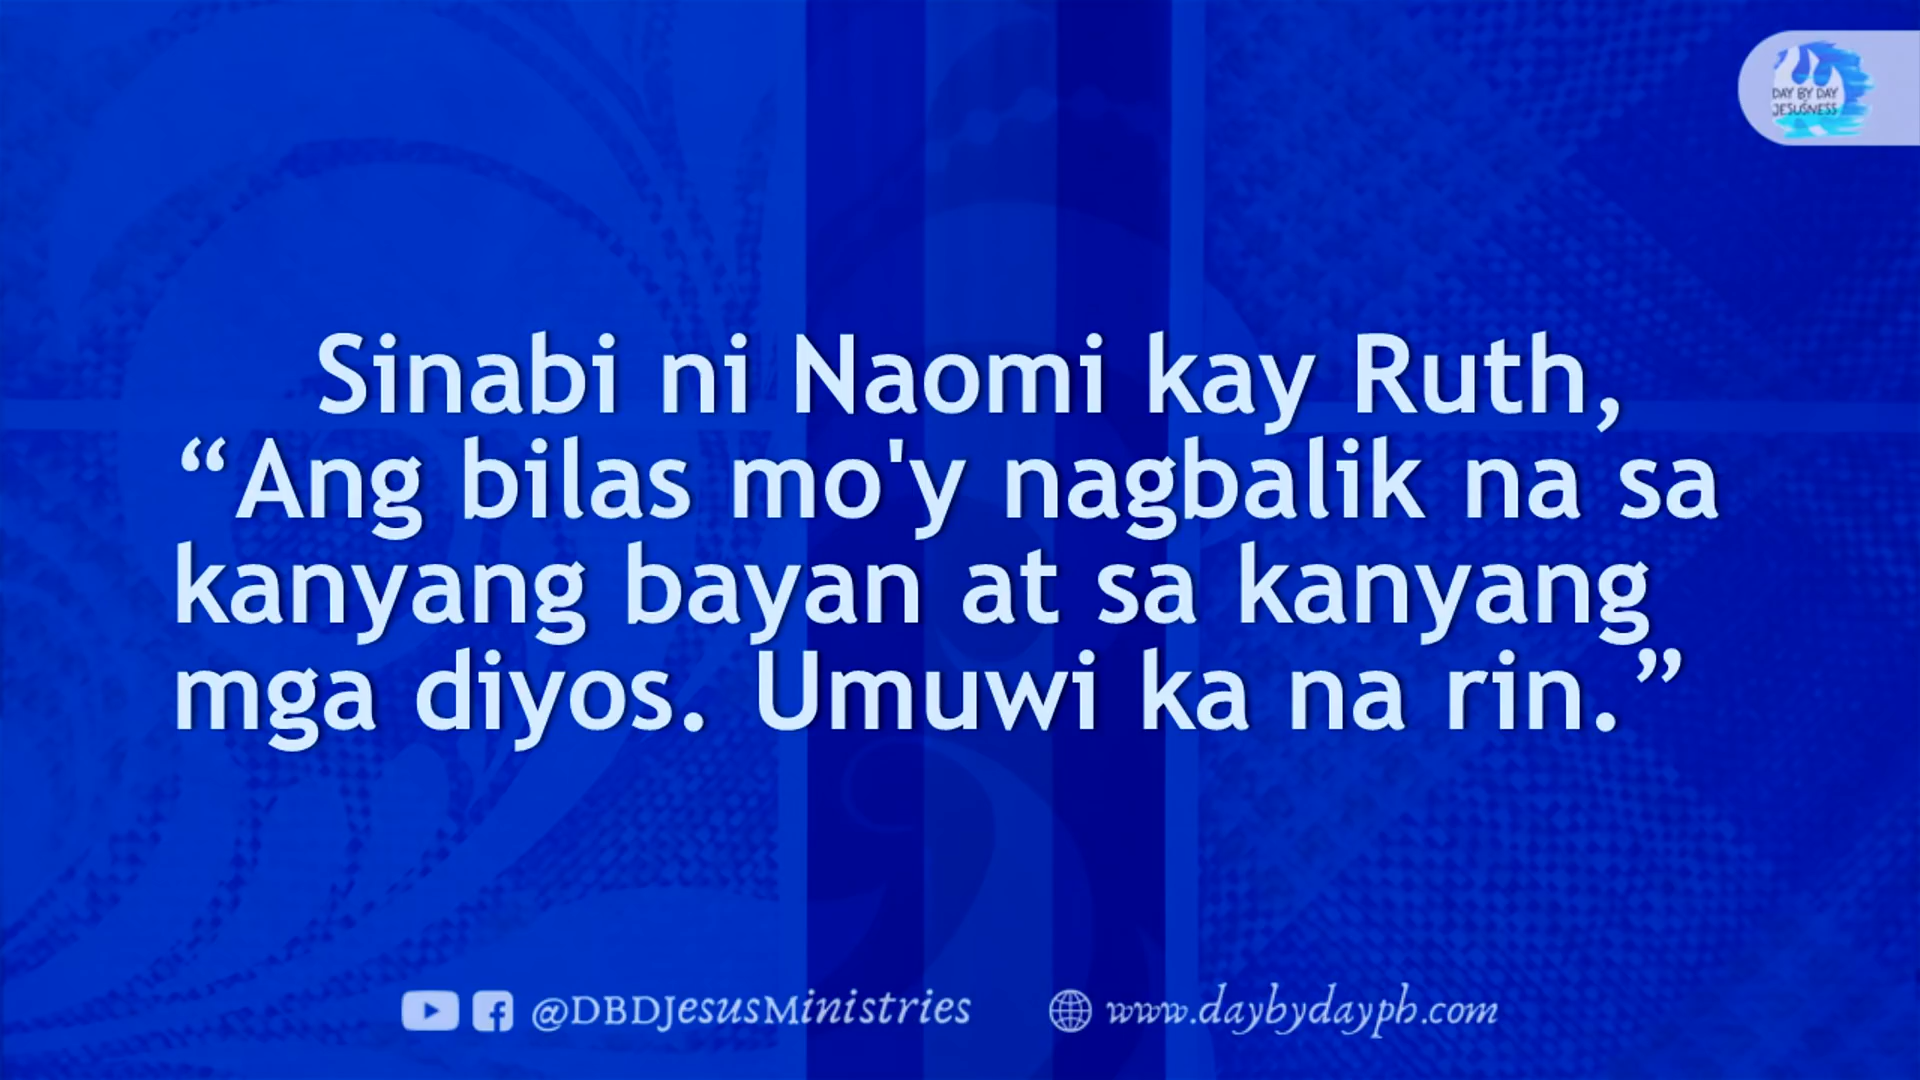 DAY BY DAY
JESUSNESS
Sinabi ni Naomi kay Ruth,
“Ang bilas mo'y nagbalik na sa
kanyang bayan at sa kanyang
mga diyos. Umuwi ka na rin.”
@DBDJesusMinistries www.daybydayph.com